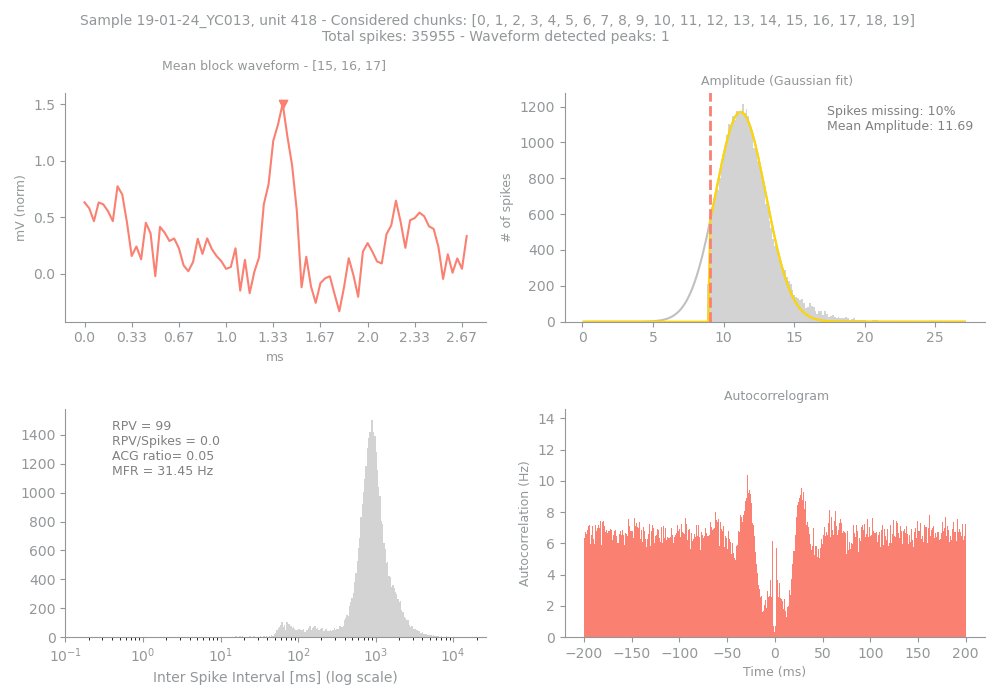 Sample 19-01-24_YC013, unit 418 - Considered chunks: [0, 1, 2, 3, 4, 5, 6, 7, 8, 9, 10, 11, 12, 13, 14, 15, 16, 17, 18, 19]
Total spikes: 35955 - Waveform detected peaks: 1
Mean block waveform - [15, 16, 17]
1.5
1.0
0.5
0.0
mV (norm)
0.0 0.33 0.67 1.0 1.33 1.67 2.0 2.33 2.67
ms
Amplitude (Gaussian fit)
Spikes missing: 10%
Mean Amplitude: 11.69
1200
1000
800
600
400
200
0
# of spikes
0 5 10 15 20 25
RPV = 99
RPV/Spikes = 0.0
ACG ratio= 0.05
MFR = 31.45 Hz
1400
1200
1000
800
600
400
200
0
10⁻¹ 10⁰ 10¹ 10² 10³ 10⁴
Inter Spike Interval [ms] (log scale)
Autocorrelogram
14
12
10
8
6
4
2
0
Autocorrelation (Hz)
−200 −150 −100 −50 0 50 100 150 200
Time (ms)